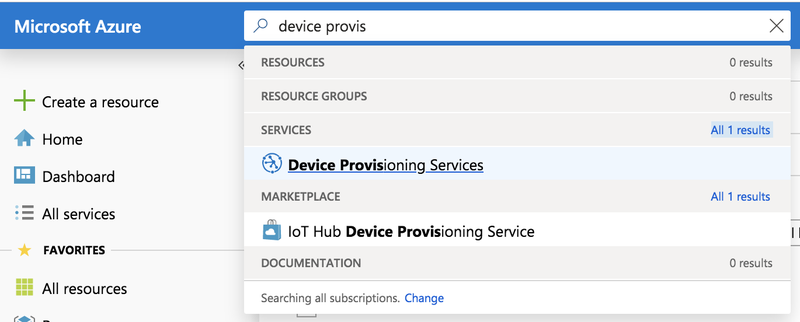 Microsoft Azure
device provis
RESOURCES 0 results
RESOURCE GROUPS 0 results
SERVICES All 1 results
Device Provisioning Services
MARKETPLACE All 1 results
IoT Hub Device Provisioning Service
DOCUMENTATION 0 results
Searching all subscriptions. Change
Create a resource
Home
Dashboard
All services
FAVORITES
All resources